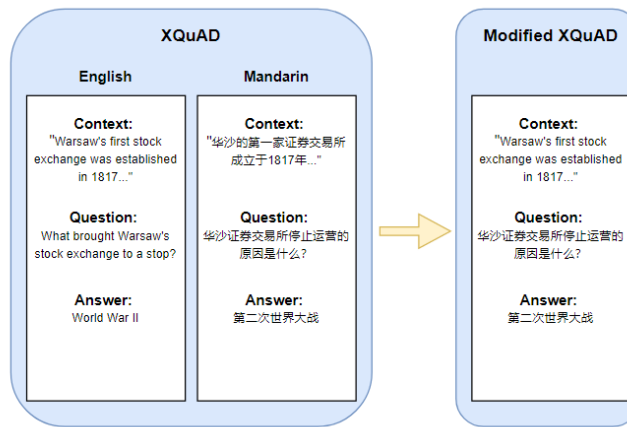 XQuAD
English
Context:
"Warsaw's first stock
exchange was established
in 1817..."
Question:
What brought Warsaw's
stock exchange to a stop?
Answer:
World War II
Mandarin
Context:
"华沙的第一家证券交易所
成立于1817年..."
Question:
华沙证券交易所停止运营的
原因是什么?
Answer:
第二次世界大战
Modified XQuAD
Context:
"Warsaw's first stock
exchange was established
in 1817..."
Question:
华沙证券交易所停止运营的
原因是什么?
Answer:
第二次世界大战